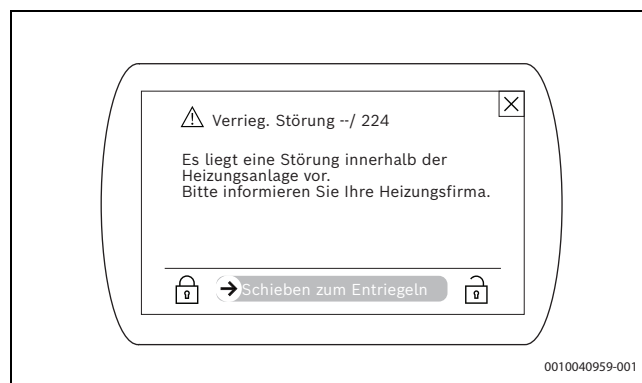 Verrieg. Störung --/ 224
Es liegt eine Störung innerhalb der
Heizungsanlage vor.
Bitte informieren Sie Ihre Heizungsfirma.
Schieben zum Entriegeln
0010040959-001